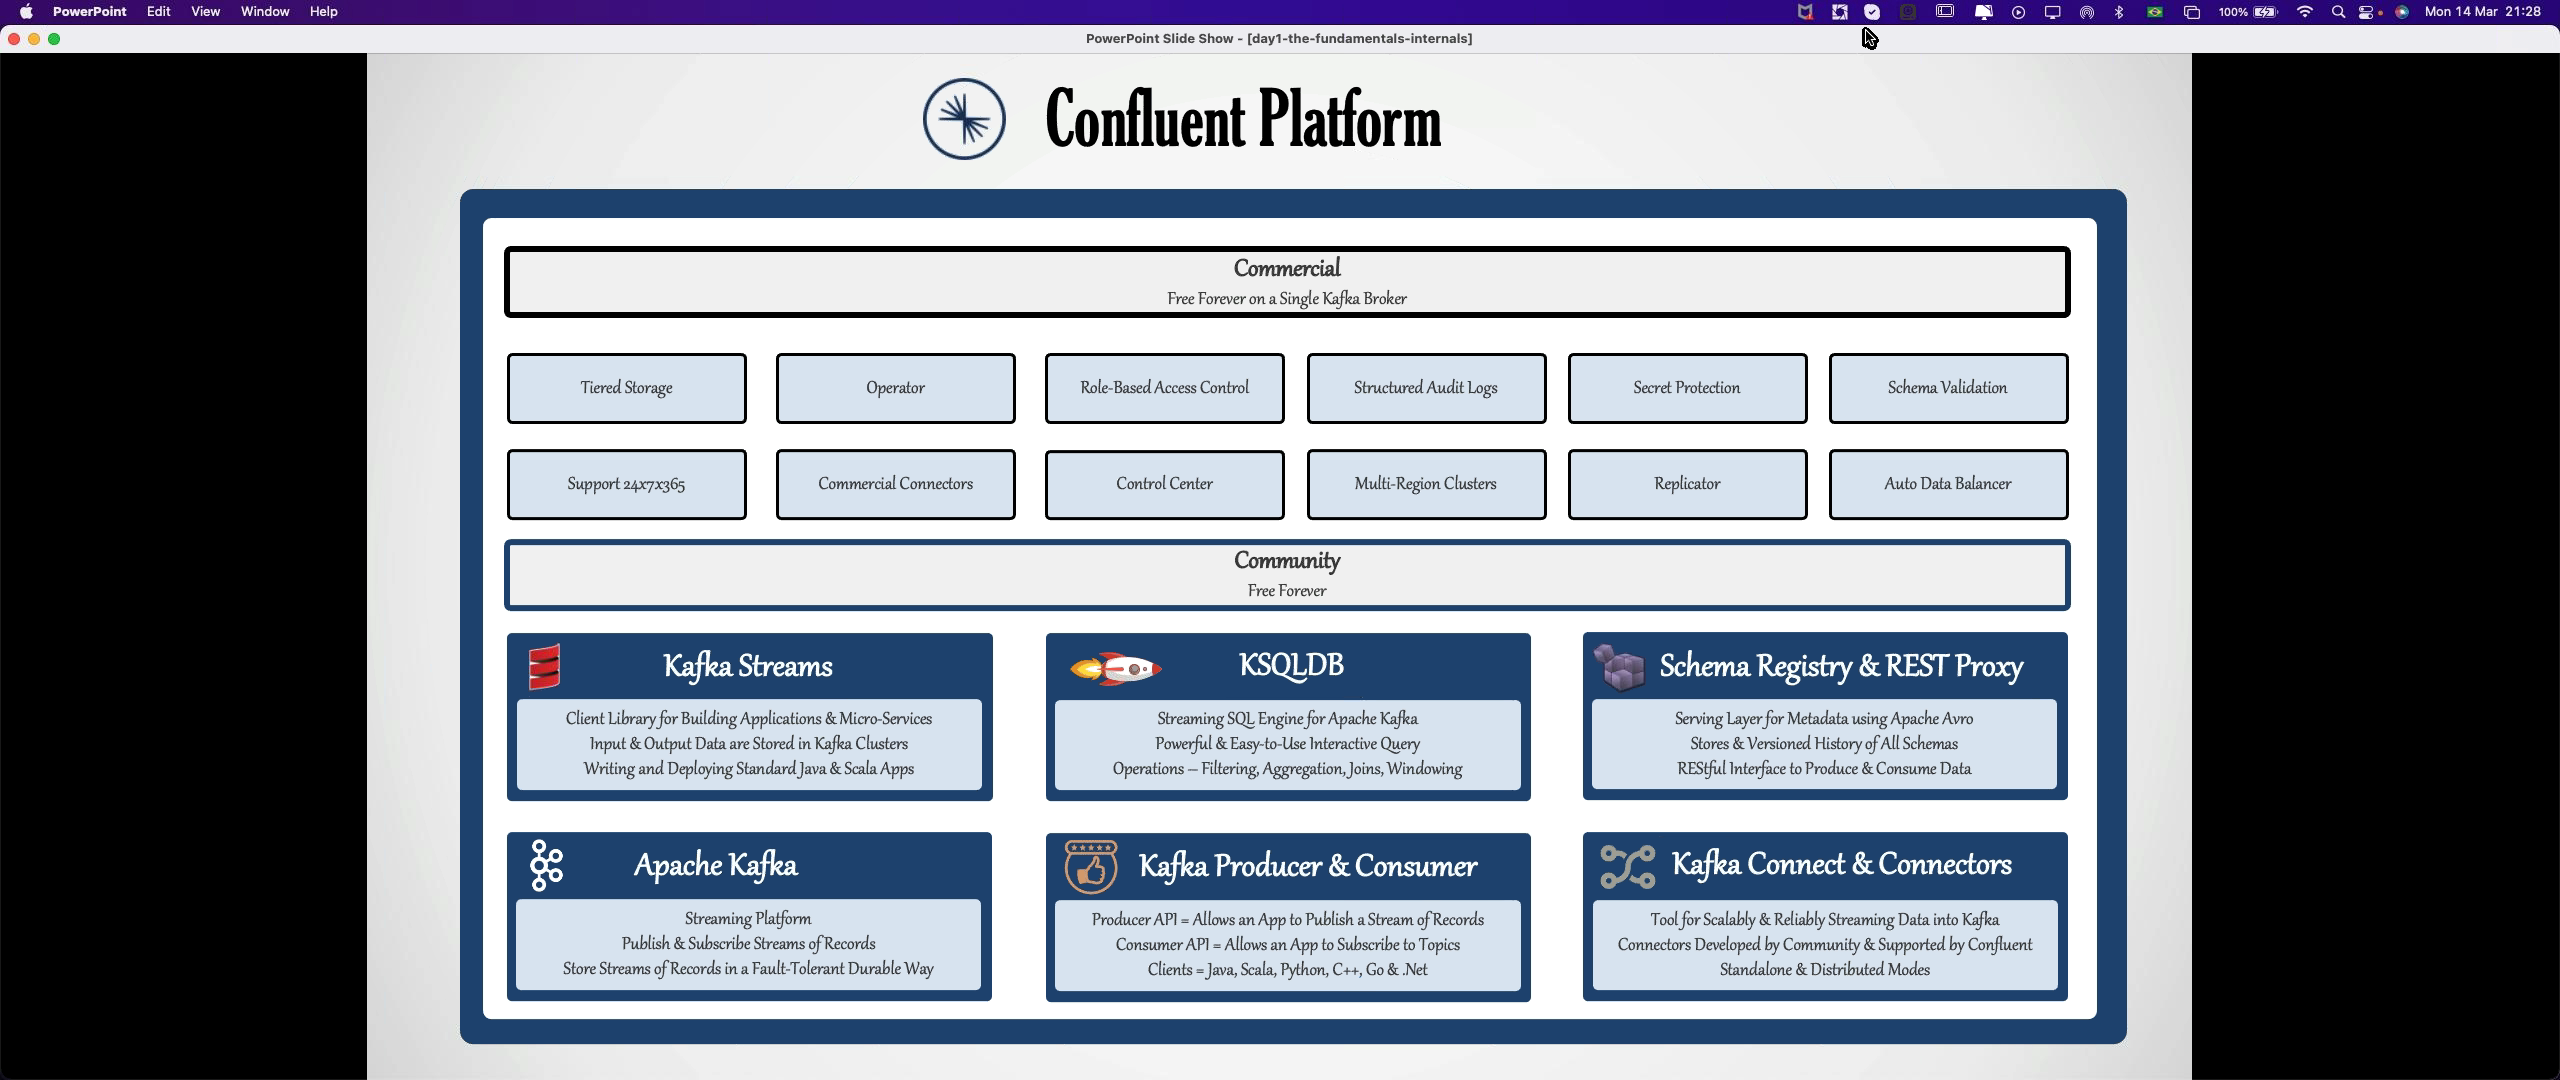 PowerPoint Edit View Window Help 100% Mon 14 Mar 21:28
PowerPoint Slide Show - [day1-the-fundamentals-internals]
Confluent Platform
Commercial
Free Forever on a Single Kafka Broker
Tiered Storage
Operator
Role-Based Access Control
Structured Audit Logs
Secret Protection
Schema Validation
Support 24x7x365
Commercial Connectors
Control Center
Multi-Region Clusters
Replicator
Auto Data Balancer
Community
Free Forever
Kafka Streams
Client Library for Building Applications & Micro-Services
Input & Output Data are Stored in Kafka Clusters
Writing and Deploying Standard Java & Scala Apps
KSQLDB
Streaming SQL Engine for Apache Kafka
Powerful & Easy-to-Use Interactive Query
Operations – Filtering, Aggregation, Joins, Windowing
Schema Registry & REST Proxy
Serving Layer for Metadata using Apache Avro
Stores & Versioned History of All Schemas
REStful Interface to Produce & Consume Data
Apache Kafka
Streaming Platform
Publish & Subscribe Streams of Records
Store Streams of Records in a Fault-Tolerant Durable Way
Kafka Producer & Consumer
Producer API = Allows an App to Publish a Stream of Records
Consumer API = Allows an App to Subscribe to Topics
Clients = Java, Scala, Python, C++, Go & .Net
Kafka Connect & Connectors
Tool for Scalably & Reliably Streaming Data into Kafka
Connectors Developed by Community & Supported by Confluent
Standalone & Distributed Modes